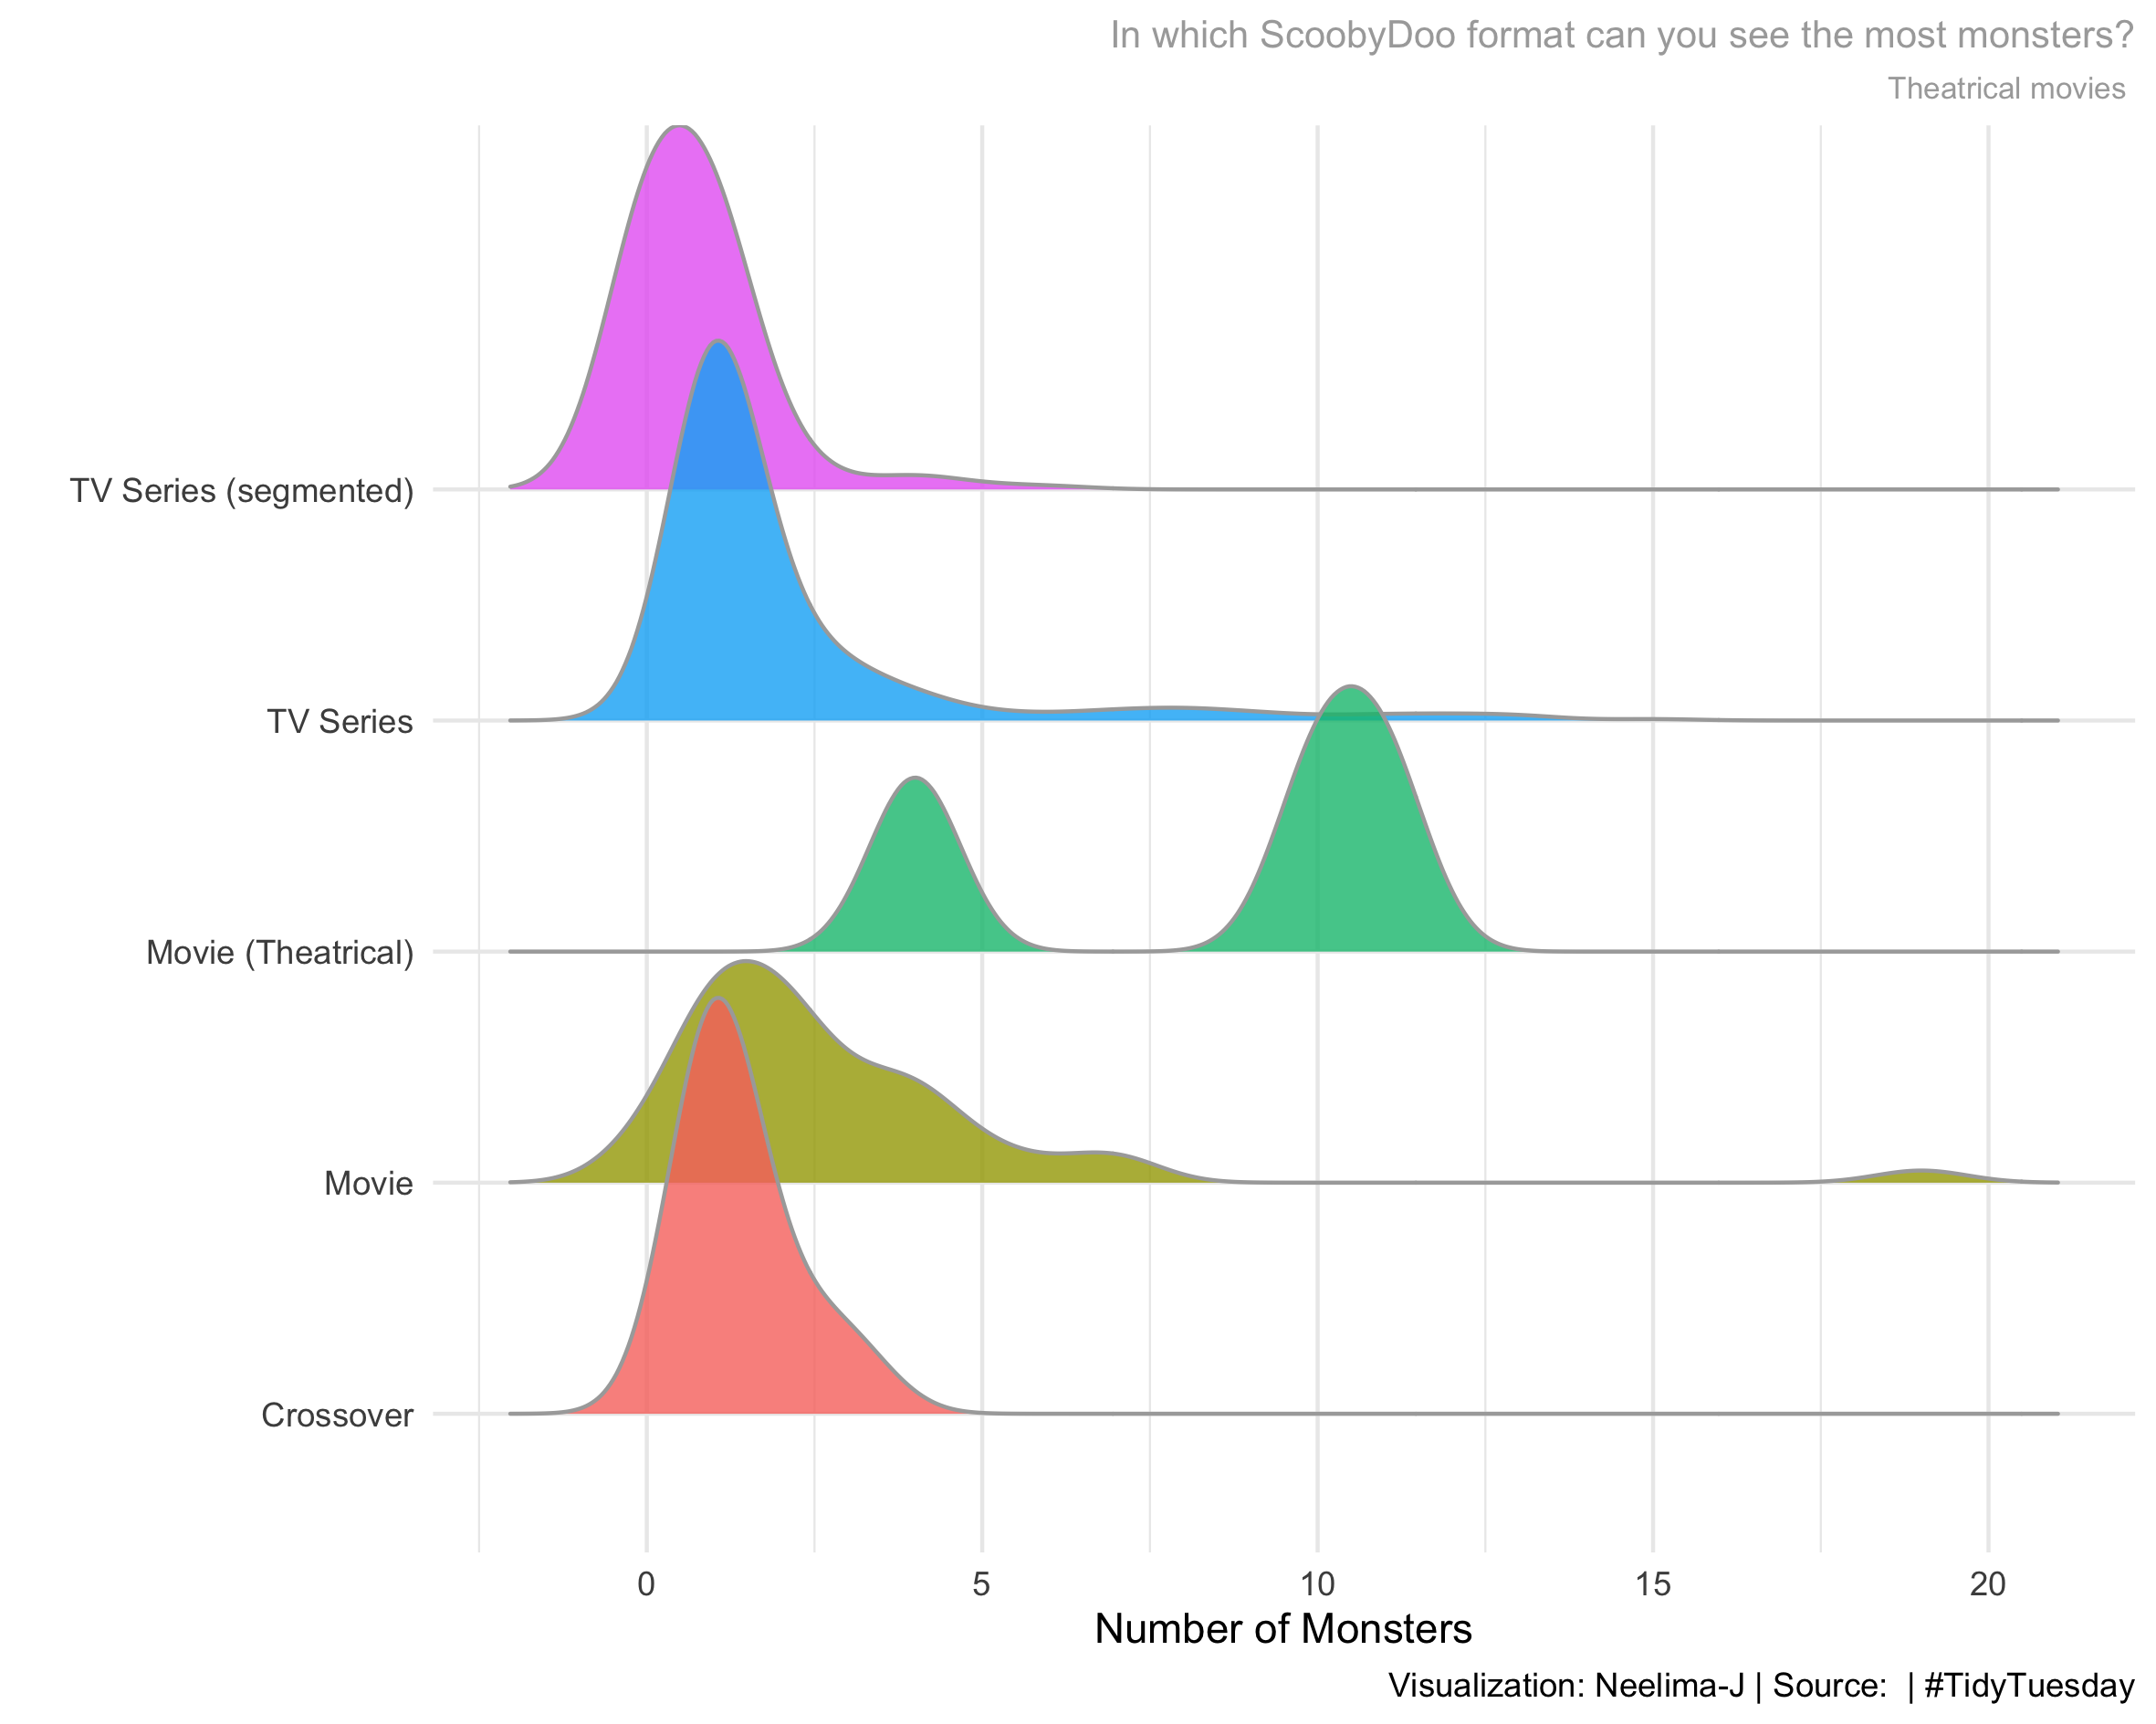 In which ScoobyDoo format can you see the most monsters?
Theatrical movies
TV Series (segmented)
TV Series
Movie (Theatrical)
Movie
Crossover
0 5 10 15 20
Number of Monsters
Visualization: Neelima-J | Source:  | #TidyTuesday